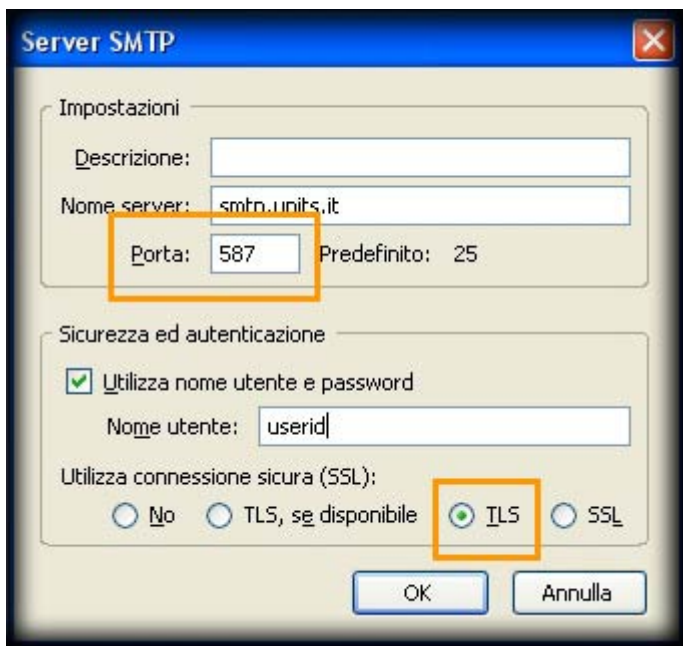 Server SMTP
Impostazioni
Descrizione:
Nome server: smtp.units.it
Porta: 587 Predefinito: 25
Sicurezza ed autenticazione
Utilizza nome utente e password
Nome utente: userid
Utilizza connessione sicura (SSL):
No TLS, se disponibile TLS SSL
OK Annulla